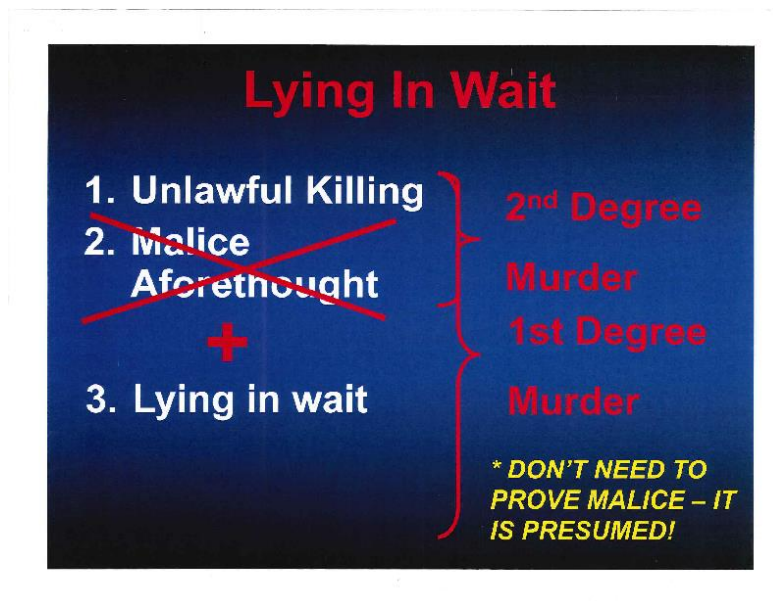 Lying In Wait
1. Unlawful Killing
2. Malice
Aforethought
+
3. Lying in wait
2nd Degree
Murder
1st Degree
Murder
* DON'T NEED TO
PROVE MALICE – IT
IS PRESUMED!